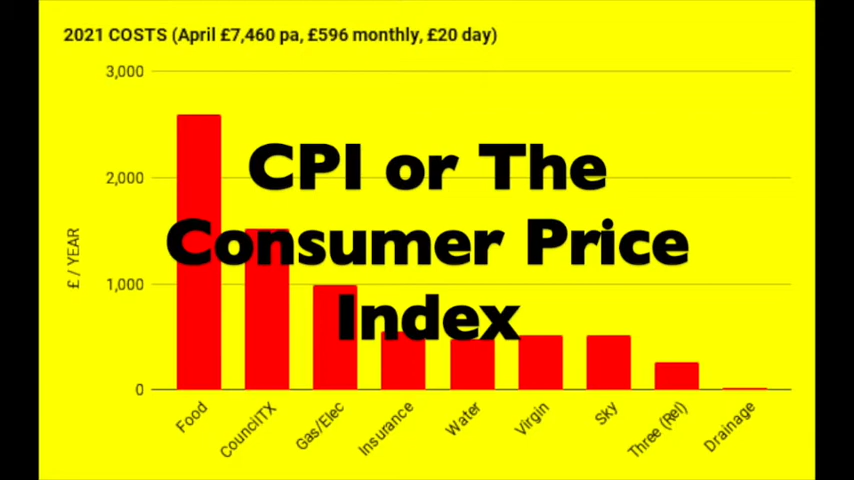 2021 COSTS (April £7,460 pa, £596 monthly, £20 day)
3,000
CPI or The
2,000
Consumer Price
£ / YEAR
1,000
Index
0
Food
CouncilTX
Gas/Elec
Insurance
Water
Virgin
Sky
Three (Rel)
Drainage